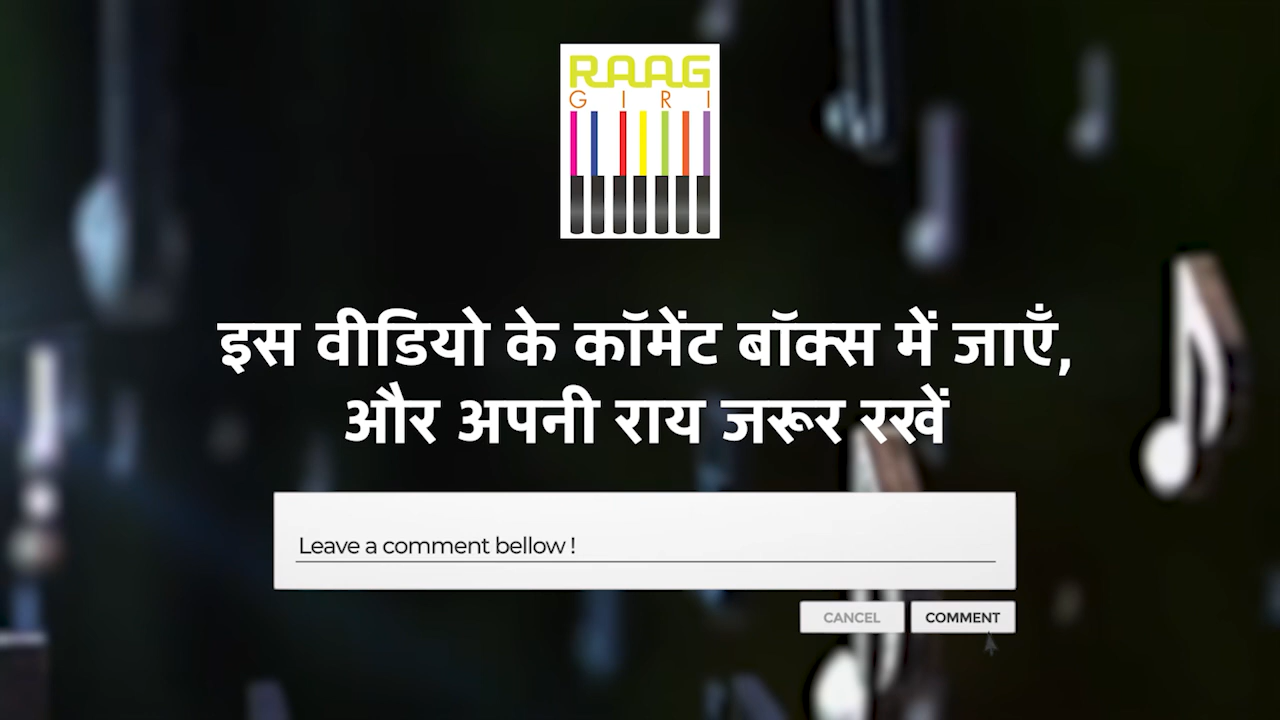 RAAG
GIRI
इस वीडियो के कॉमेंट बॉक्स में जाएँ,
और अपनी राय जरूर रखें
Leave a comment bellow !
CANCEL
COMMENT